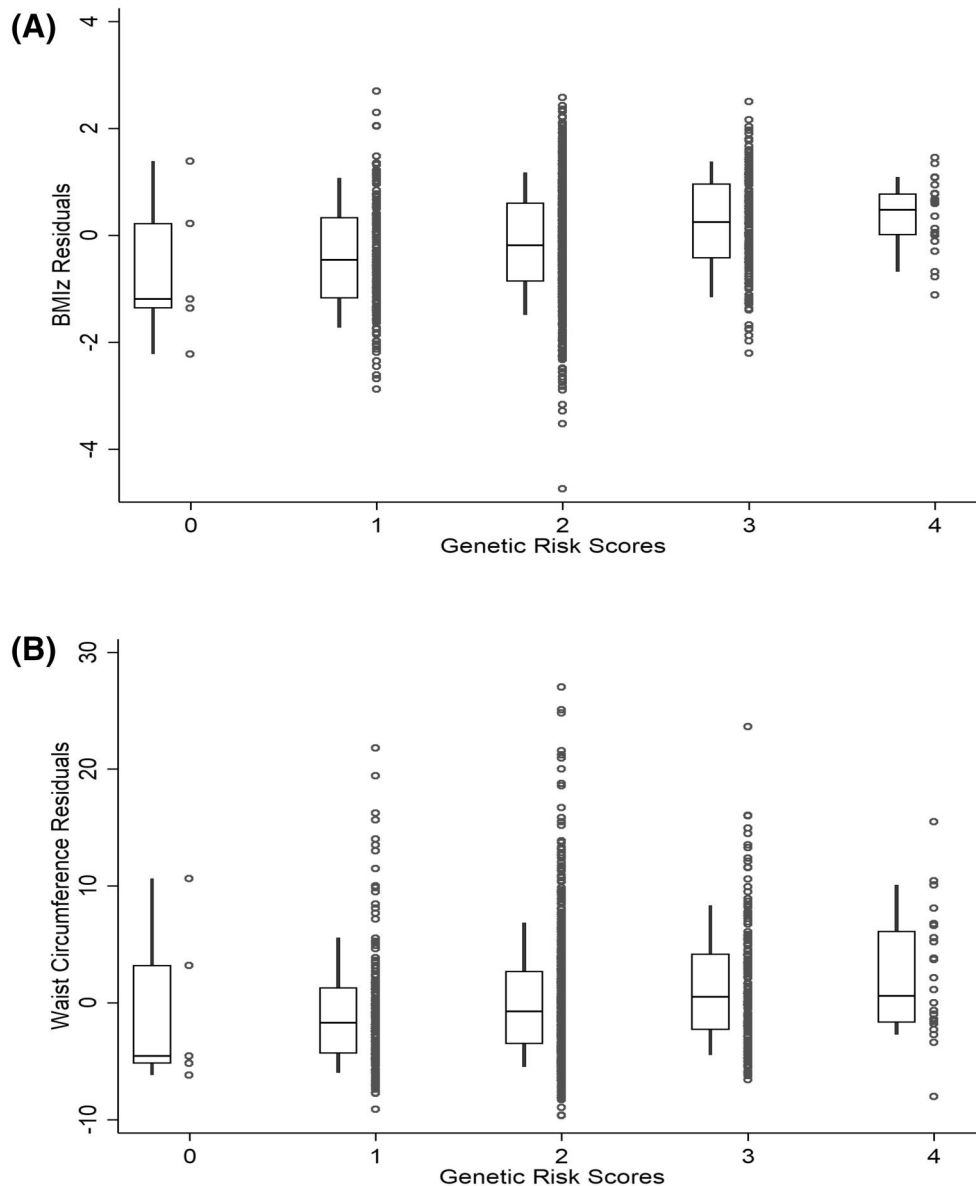 (A)
BMIz Residuals
4
2
0
-2
-4
0 1 2 3 4
Genetic Risk Scores
(B)
Waist Circumference Residuals
30
20
10
0
-10
0 1 2 3 4
Genetic Risk Scores